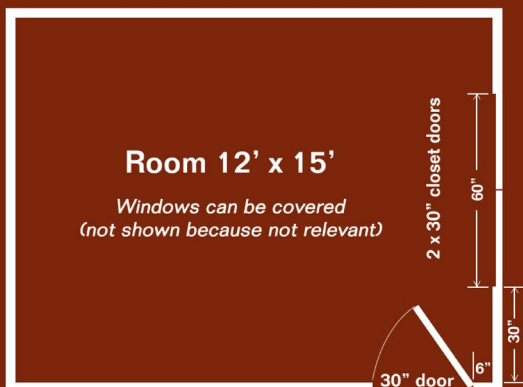 Room 12' x 15'
Windows can be covered
(not shown because not relevant)
2 x 30" closet doors
60"
30"
6"
30" door